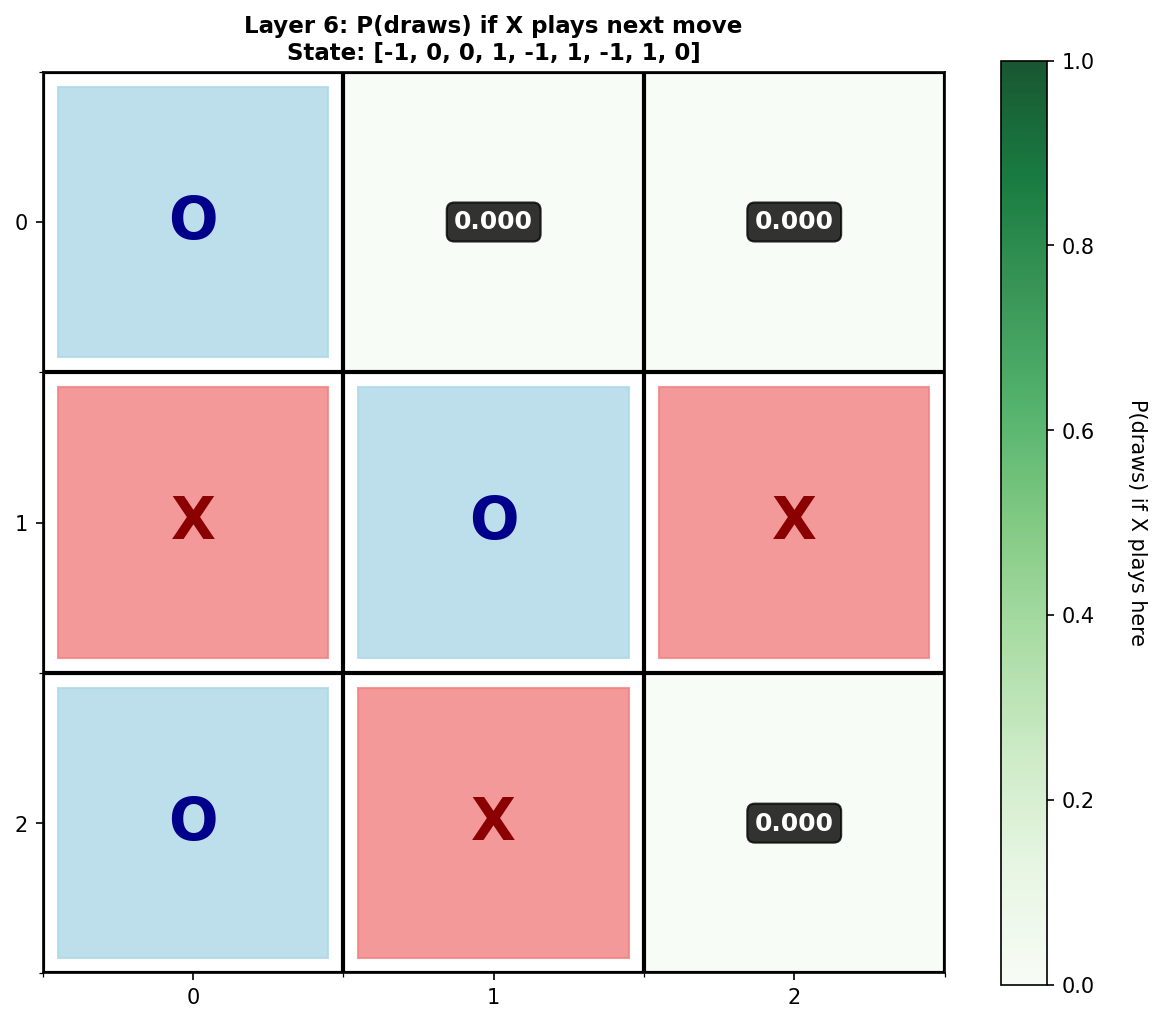 Layer 6: P(draws) if X plays next move
State: [-1, 0, 0, 1, -1, 1, -1, 1, 0]
0
O
0.000
0.000
1
X
O
X
2
O
X
0.000
0
1
2
1.0
0.8
0.6
0.4
0.2
0.0
P(draws) if X plays here